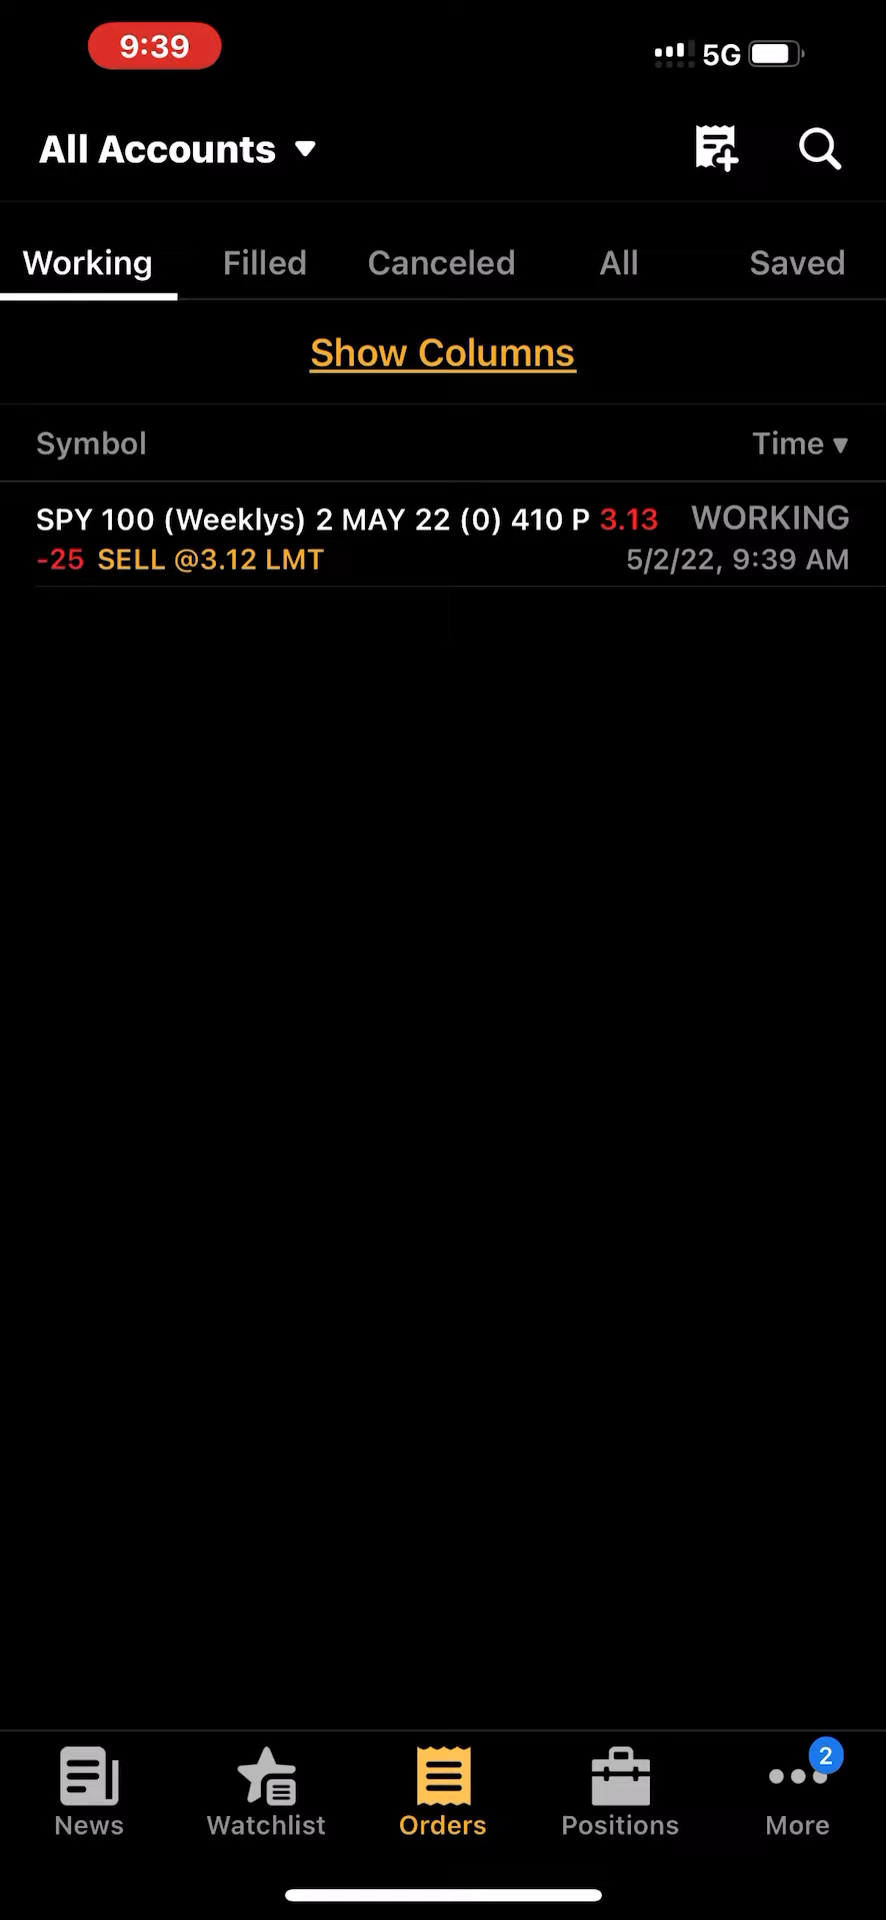 9:39
5G
All Accounts
Working Filled Canceled All Saved
Show Columns
Symbol Time
SPY 100 (Weeklys) 2 MAY 22 (0) 410 P 3.13 WORKING
-25 SELL @3.12 LMT 5/2/22, 9:39 AM
2
News Watchlist Orders Positions More